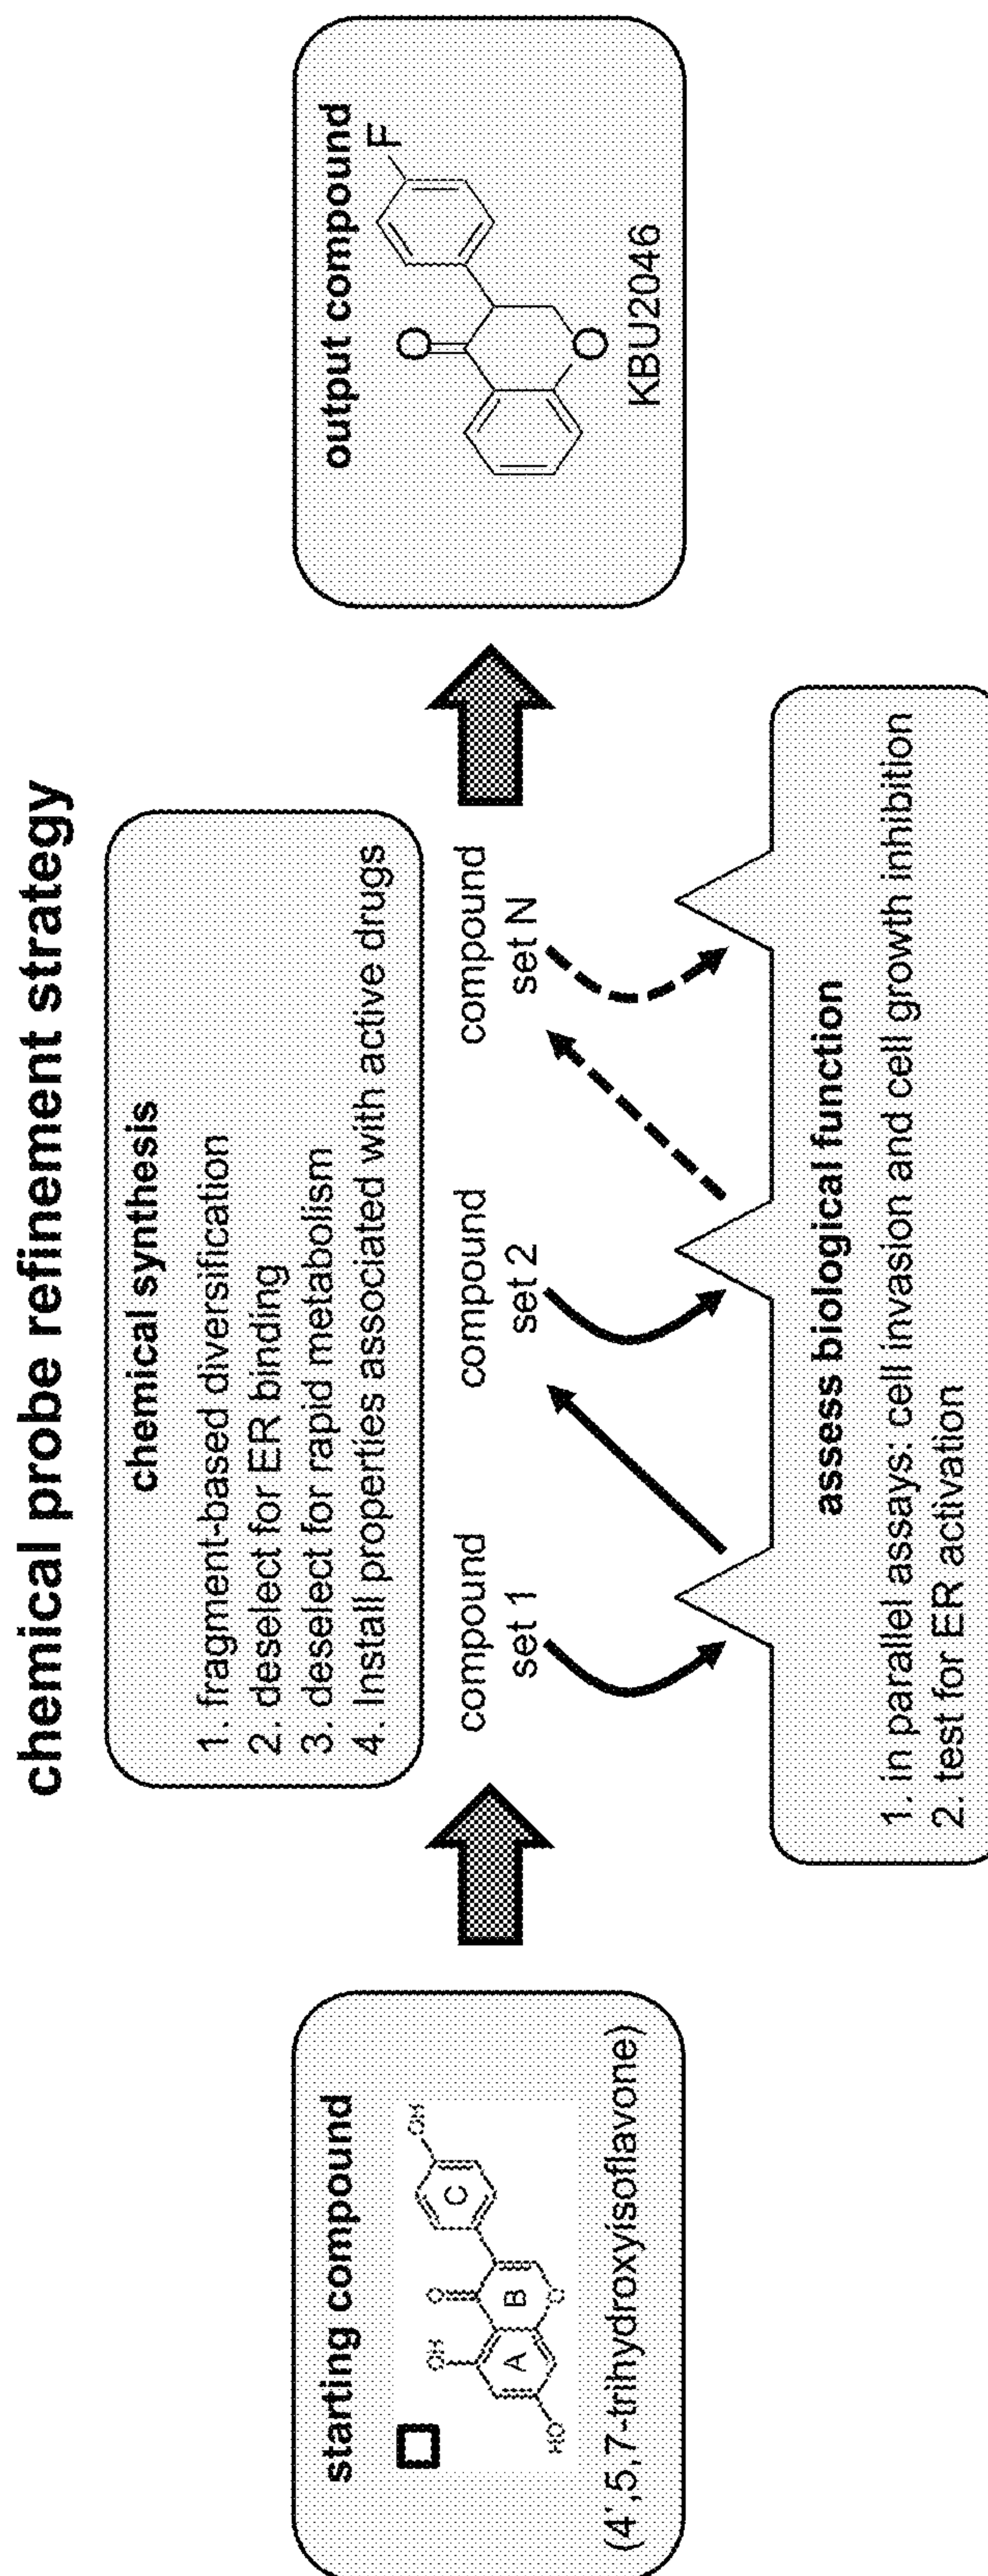 chemical probe refinement strategy
starting compound
OH
O
OH
A
B
C
HO
O
(4',5,7-trihydroxyisoflavone)
chemical synthesis
1. fragment-based diversification
2. deselect for ER binding
3. deselect for rapid metabolism
4. Install properties associated with active drugs
compound
set 1
compound
set 2
compound
set N
assess biological function
1. in parallel assays: cell invasion and cell growth inhibition
2. test for ER activation
output compound
O
F
O
KBU2046